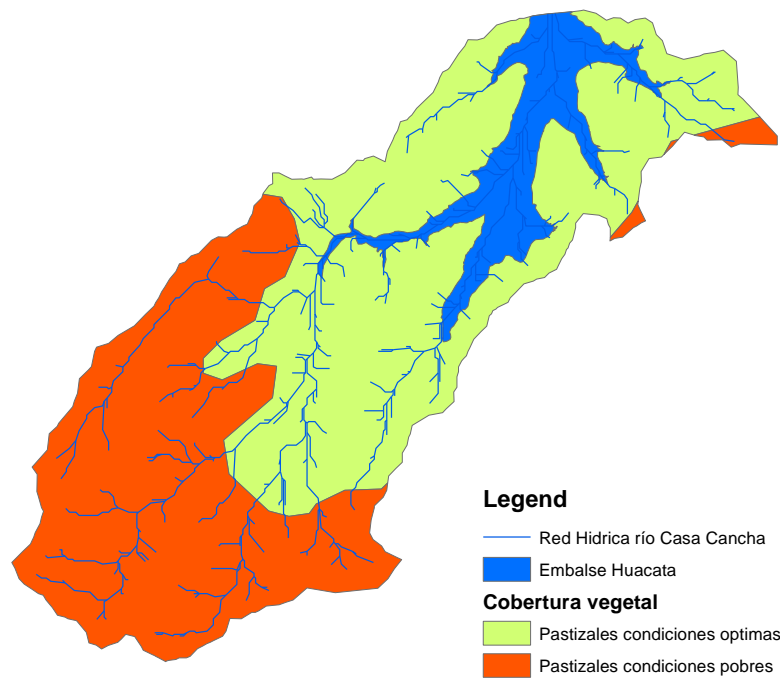 Legend
Red Hidrica río Casa Cancha
Embalse Huacata
Cobertura vegetal
Pastizales condiciones optimas
Pastizales condiciones pobres